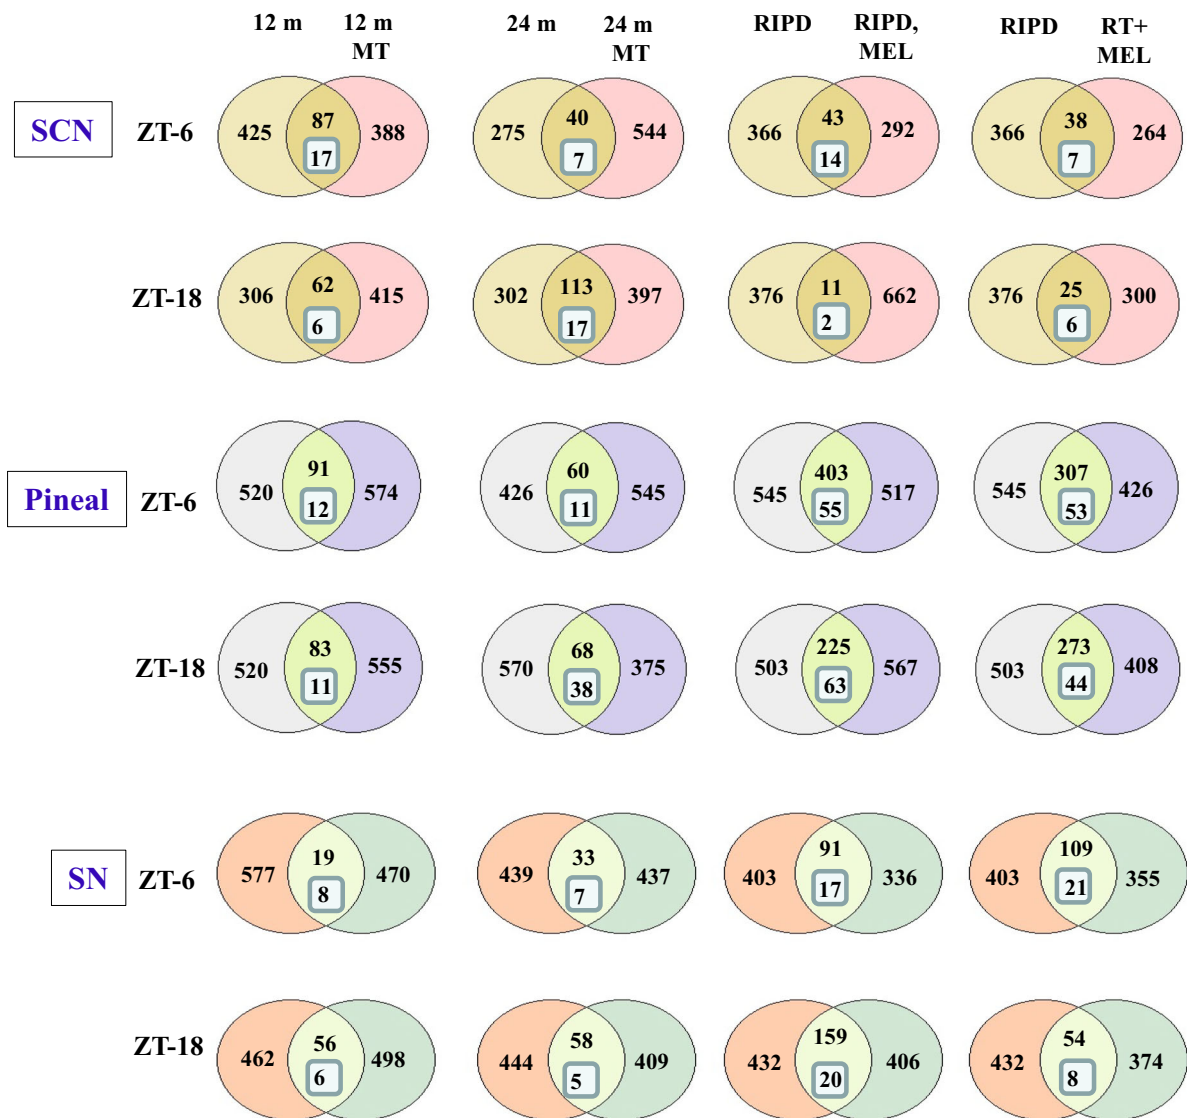 12 m 12 m MT 24 m 24 m MT RIPD RIPD, MEL RIPD RT+ MEL
SCN ZT-6 425 87 17 388 275 40 7 544 366 43 14 292 366 38 7 264
ZT-18 306 62 6 415 302 113 17 397 376 11 2 662 376 25 6 300
Pineal ZT-6 520 91 12 574 426 60 11 545 545 403 55 517 545 307 53 426
ZT-18 520 83 11 555 570 68 38 375 503 225 63 567 503 273 44 408
SN ZT-6 577 19 8 470 439 33 7 437 403 91 17 336 403 109 21 355
ZT-18 462 56 6 498 444 58 5 409 432 159 20 406 432 54 8 374